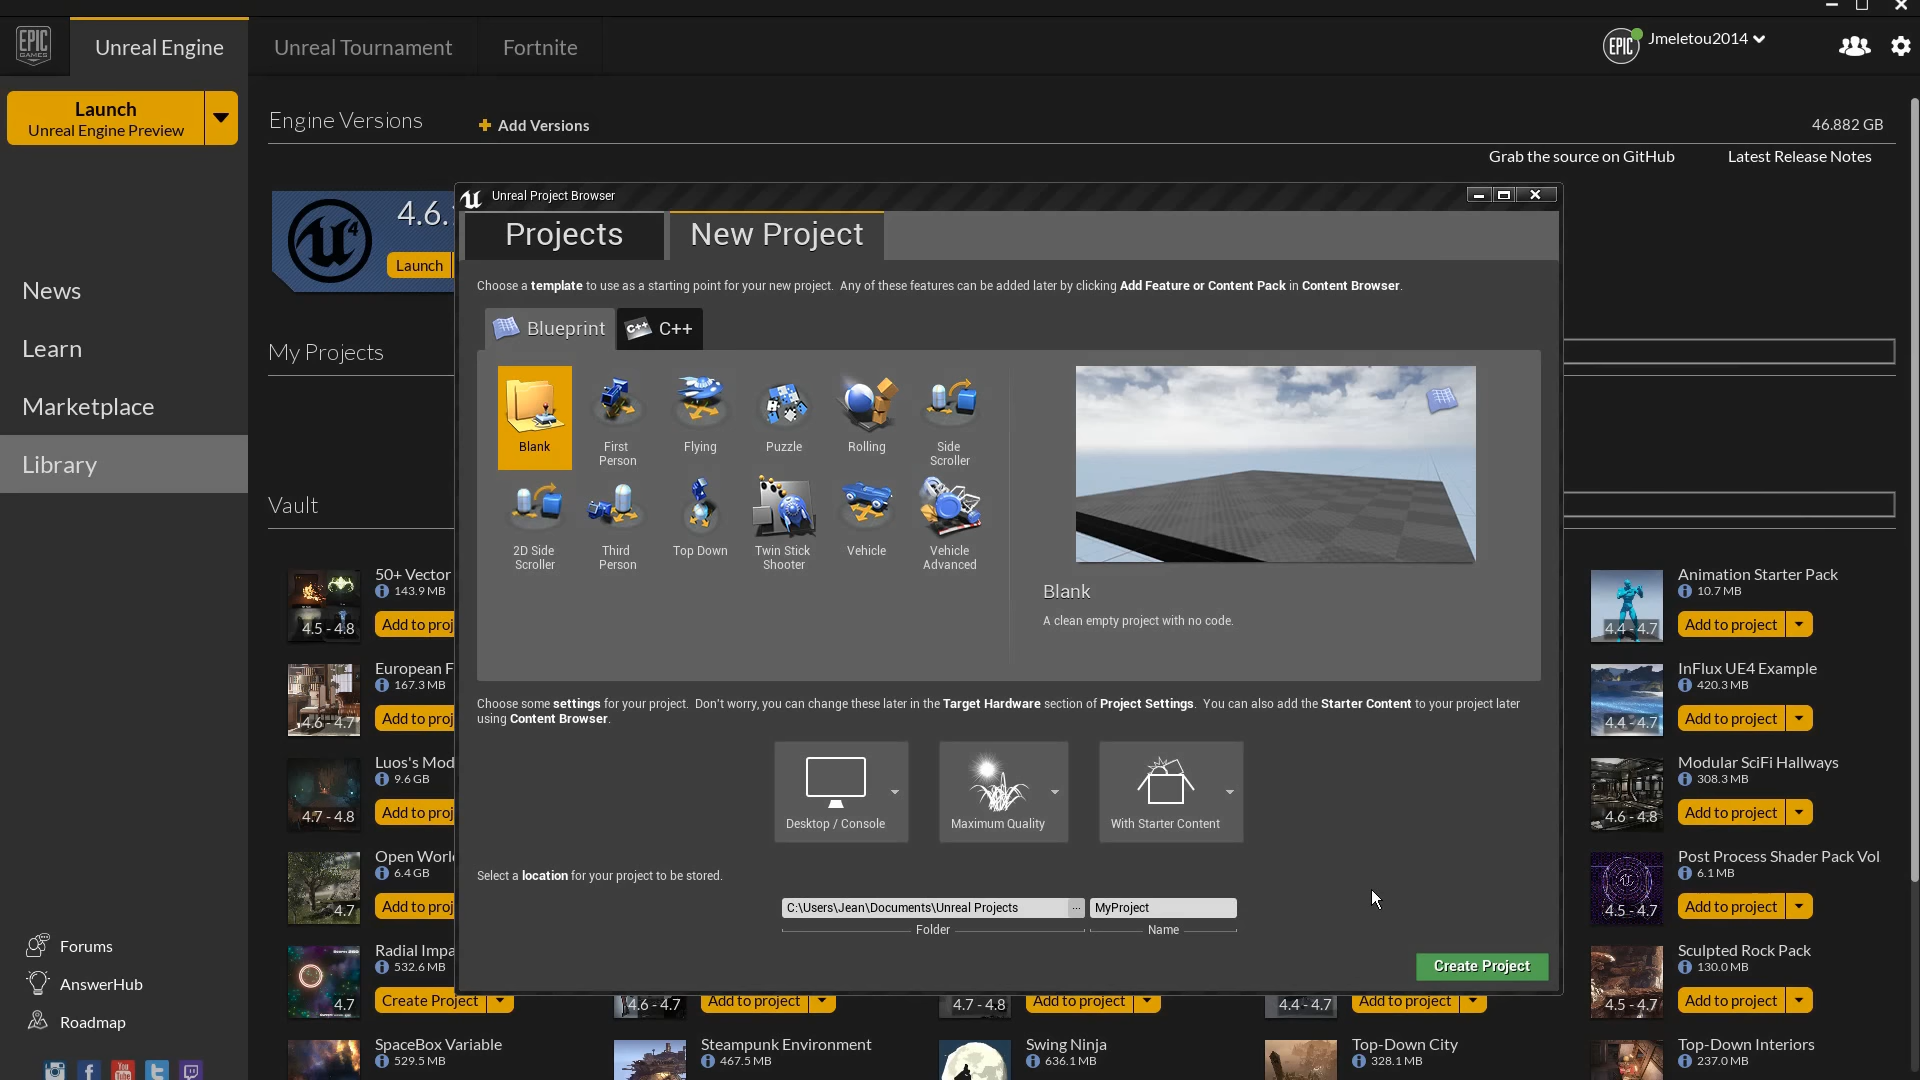 EPIC GAMES
Unreal Engine
Unreal Tournament
Fortnite
EPIC
Jmeletou2014
Launch
Unreal Engine Preview
Engine Versions
Add Versions
46.882 GB
Grab the source on GitHub
Latest Release Notes
4.6.
Launch
News
Learn
Marketplace
Library
My Projects
Vault
Unreal Project Browser
Projects
New Project
Choose a template to use as a starting point for your new project. Any of these features can be added later by clicking Add Feature or Content Pack in Content Browser.
Blueprint
C++
C++
Blank
First
Person
Flying
Puzzle
Rolling
Side
Scroller
2D Side
Scroller
Third
Person
Top Down
Twin Stick
Shooter
Vehicle
Vehicle
Advanced
Blank
A clean empty project with no code.
Choose some settings for your project. Don't worry, you can change these later in the Target Hardware section of Project Settings. You can also add the Starter Content to your project later
using Content Browser.
Desktop / Console
Maximum Quality
With Starter Content
Select a location for your project to be stored.
C:\Users\Jean\Documents\Unreal Projects
...
MyProject
Folder
Name
Create Project
50+ Vector
143.9 MB
4.5 - 4.8
Add to proj
European F
167.3 MB
4.6 - 4.7
Add to proj
Luos's Mod
9.6 GB
4.7 - 4.8
Add to proj
Open Worl
6.4 GB
4.7
Add to proj
Radial Impa
532.6 MB
4.7
Create Project
4.6 - 4.7
Add to project
4.7 - 4.8
Add to project
4.4 - 4.7
Add to project
Animation Starter Pack
10.7 MB
4.4 - 4.7
Add to project
InFlux UE4 Example
420.3 MB
4.4 - 4.7
Add to project
Modular SciFi Hallways
308.3 MB
4.6 - 4.8
Add to project
Post Process Shader Pack Vol
6.1 MB
4.5 - 4.7
Add to project
Sculpted Rock Pack
130.0 MB
4.5 - 4.7
Add to project
SpaceBox Variable
529.5 MB
Steampunk Environment
467.5 MB
Swing Ninja
636.1 MB
Top-Down City
328.1 MB
Top-Down Interiors
237.0 MB
Forums
AnswerHub
Roadmap
You
Tube